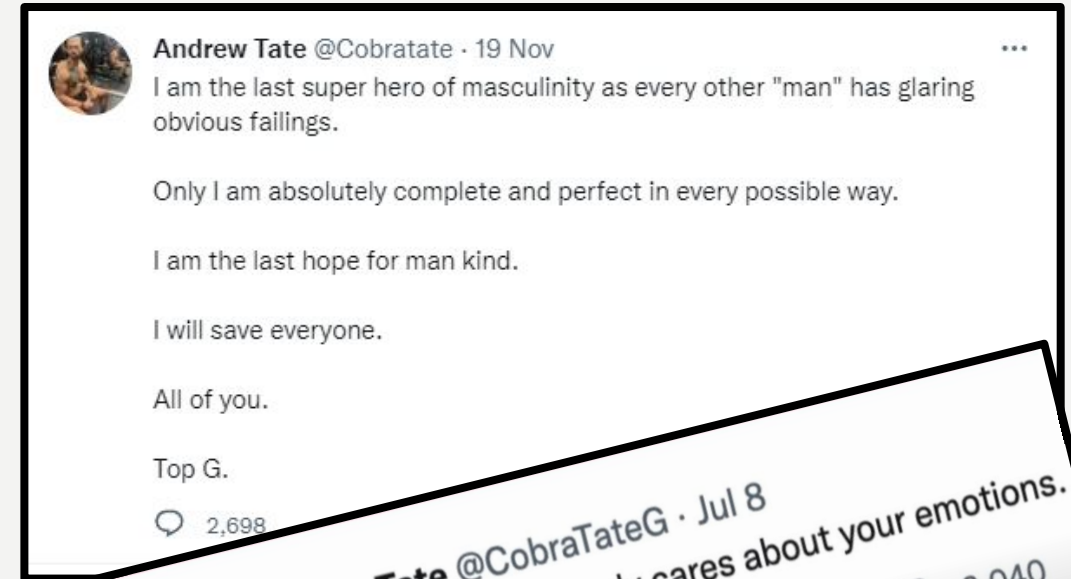 Andrew Tate @Cobratate · 19 Nov
I am the last super hero of masculinity as every other "man" has glaring
obvious failings.
Only I am absolutely complete and perfect in every possible way.
I am the last hope for man kind.
I will save everyone.
All of you.
Top G.
2,698
Tate @CobraTateG · Jul 8
cares about your emotions.